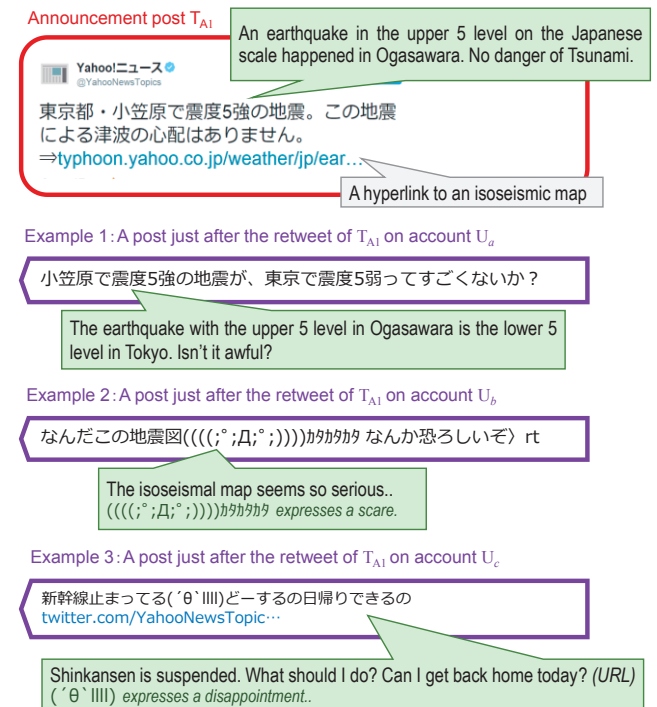 Announcement post T_A1
An earthquake in the upper 5 level on the Japanese
scale happened in Ogasawara. No danger of Tsunami.
Yahoo!ニュース
@YahooNewsTopics
東京都・小笠原で震度5強の地震。この地震
による津波の心配はありません。
⇒typhoon.yahoo.co.jp/weather/jp/ear…
A hyperlink to an isoseismic map
Example 1:A post just after the retweet of T_A1 on account U_a
小笠原で震度5強の地震が、東京で震度5弱ってすごくないか？
The earthquake with the upper 5 level in Ogasawara is the lower 5
level in Tokyo. Isn't it awful?
Example 2:A post just after the retweet of T_A1 on account U_b
なんだこの地震図((((;ﾟ;Д;ﾟ;))))ｶﾀｶﾀｶﾀ なんか恐ろしいぞ〉rt
The isoseismal map seems so serious..
((((;ﾟ;Д;ﾟ;))))ｶﾀｶﾀｶﾀ expresses a scare.
Example 3:A post just after the retweet of T_A1 on account U_c
新幹線止まってる(´θ`llll)どーするの日帰りできるの
twitter.com/YahooNewsTopic…
Shinkansen is suspended. What should I do? Can I get back home today? (URL)
(´θ`llll) expresses a disappointment..